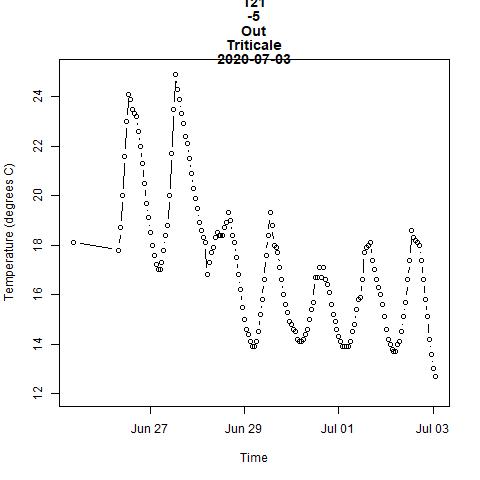 121
-5
Out
Triticale
2020-07-03
Temperature (degrees C)
24
22
20
18
16
14
12
Jun 27
Jun 29
Jul 01
Jul 03
Time